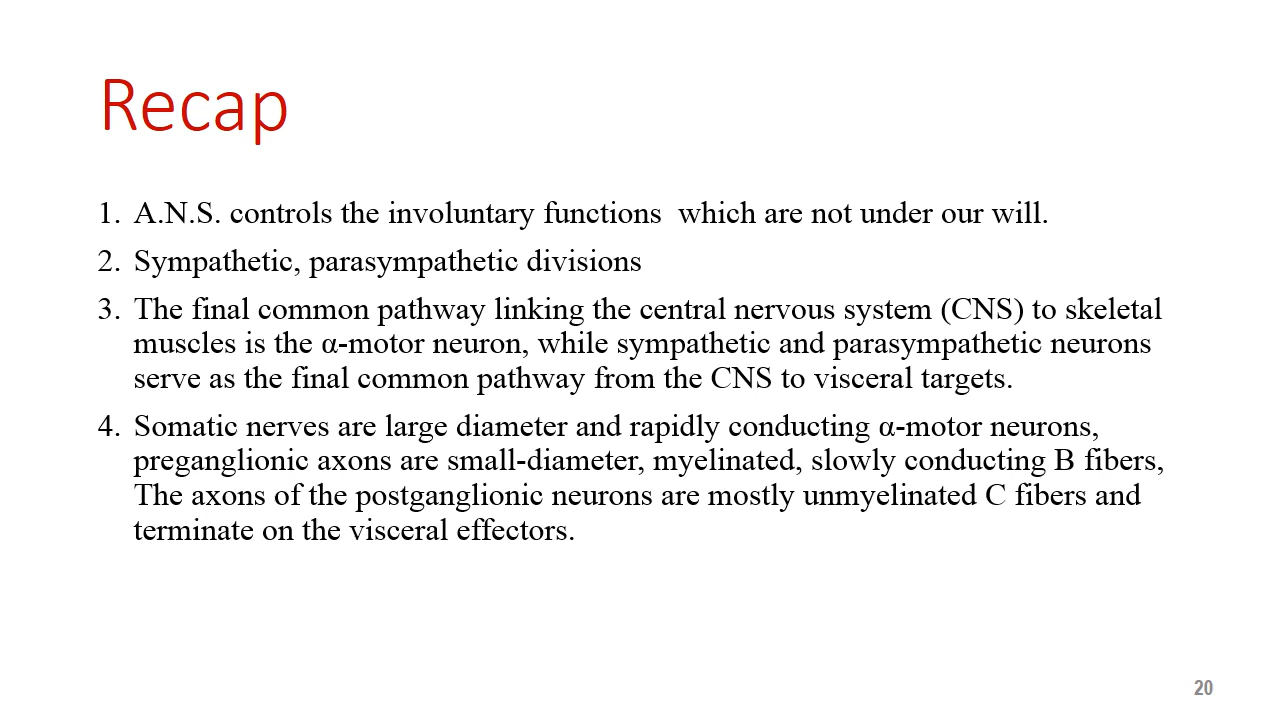 Recap
1. A.N.S. controls the involuntary functions  which are not under our will.
2. Sympathetic, parasympathetic divisions
3. The final common pathway linking the central nervous system (CNS) to skeletal
muscles is the α-motor neuron, while sympathetic and parasympathetic neurons
serve as the final common pathway from the CNS to visceral targets.
4. Somatic nerves are large diameter and rapidly conducting α-motor neurons,
preganglionic axons are small-diameter, myelinated, slowly conducting B fibers,
The axons of the postganglionic neurons are mostly unmyelinated C fibers and
terminate on the visceral effectors.
20